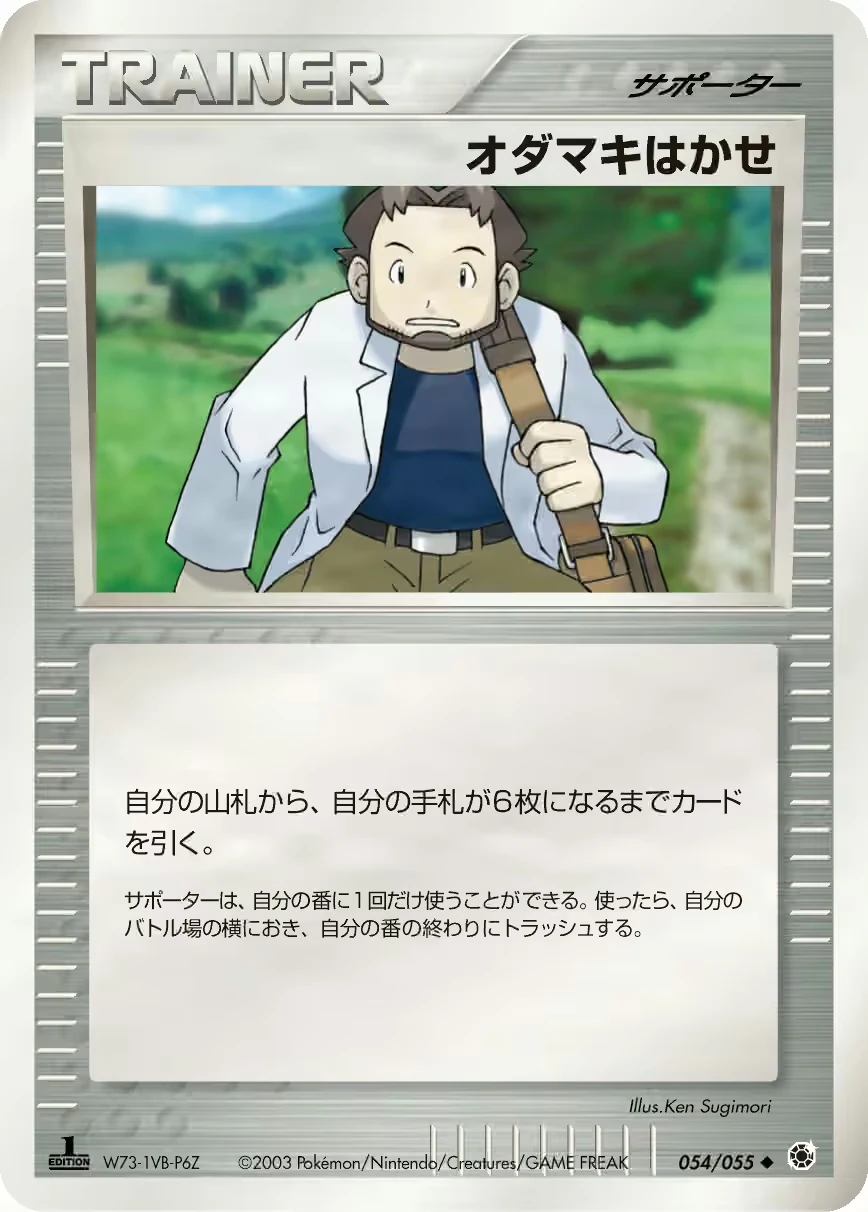 TRAINER
サポーター
オダマキはかせ
自分の山札から、自分の手札が6枚になるまでカード
を引く。
サポーターは、自分の番に1回だけ使うことができる。使ったら、自分の
バトル場の横におき、自分の番の終わりにトラッシュする。
Illus.Ken Sugimori
1
EDITION
W73-1VB-P6Z
©2003 Pokémon/Nintendo/Creatures/GAME FREAK
054/055 ◆